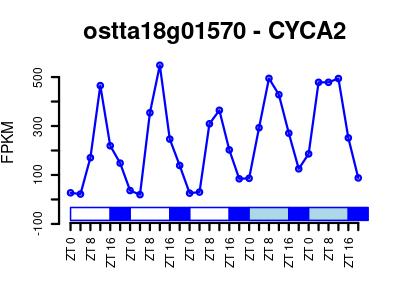 ostta18g01570 - CYCA2
FPKM
500
300
100
-100
ZT 0
ZT 8
ZT 16
ZT 0
ZT 8
ZT 16
ZT 0
ZT 8
ZT 16
ZT 0
ZT 8
ZT 16
ZT 0
ZT 8
ZT 16